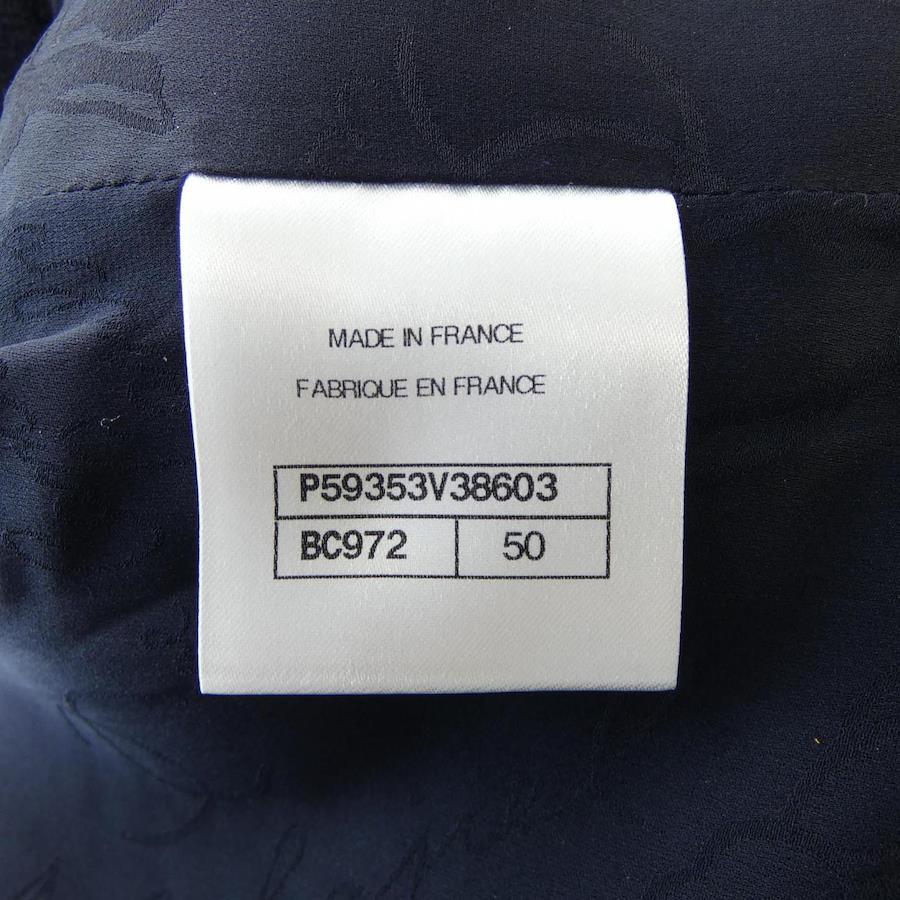 MADE IN FRANCE
FABRIQUE EN FRANCE
P59353V38603
BC972 50